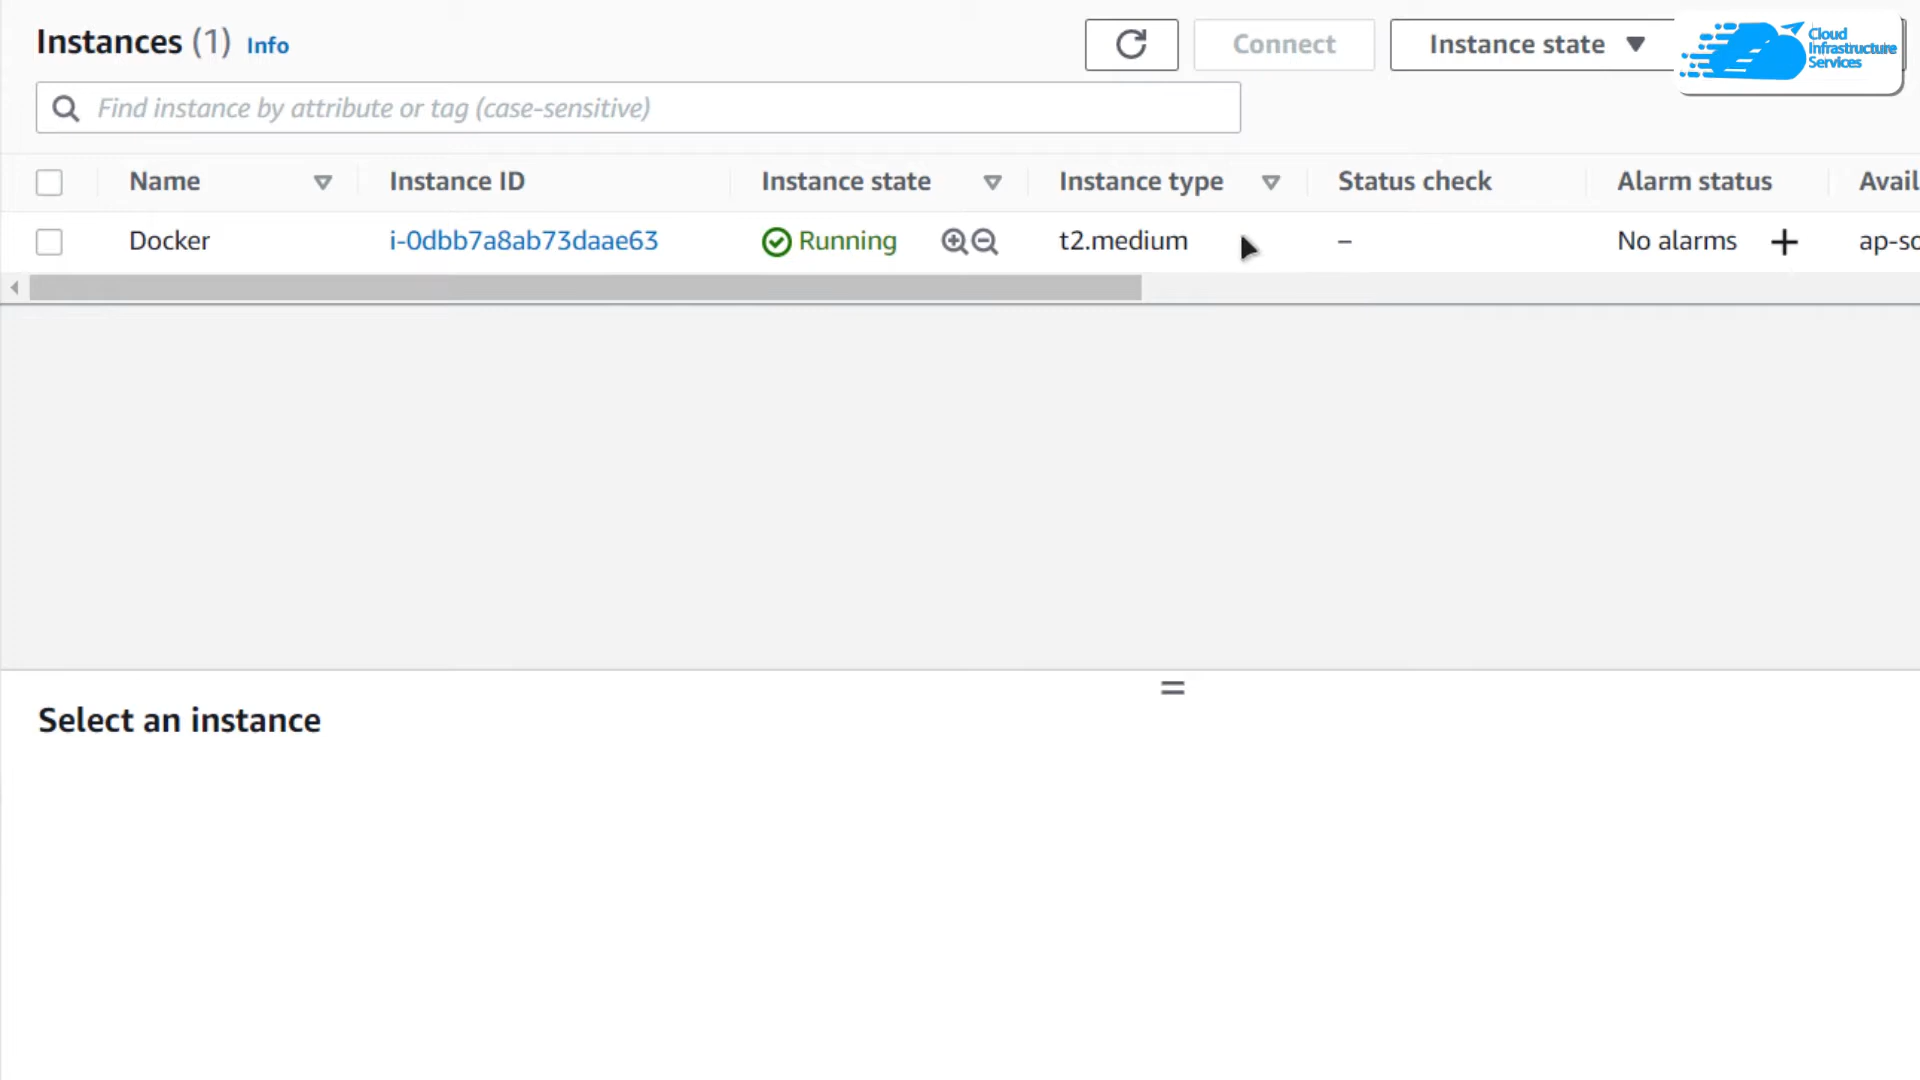 Instances (1) Info
Connect
Instance state
Cloud
Infrastructure
Services
Find instance by attribute or tag (case-sensitive)
Name Instance ID Instance state Instance type Status check Alarm status Avail
Docker i-0dbb7a8ab73daae63 Running t2.medium – No alarms ap-so
Select an instance